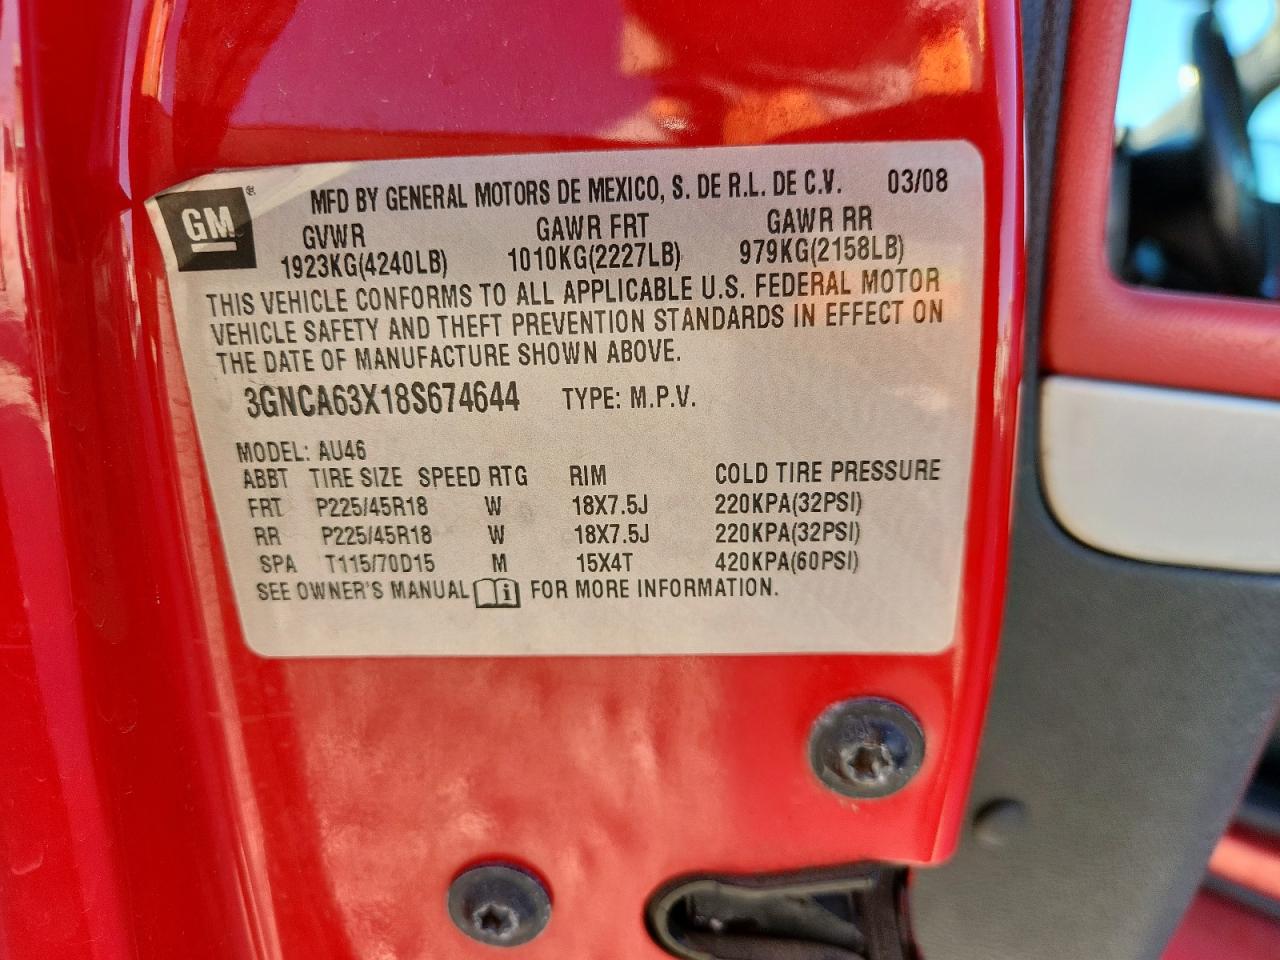 GM ® MFD BY GENERAL MOTORS DE MEXICO, S. DE R.L. DE C.V. 03/08
GVWR GAWR FRT GAWR RR
1923KG(4240LB) 1010KG(2227LB) 979KG(2158LB)
THIS VEHICLE CONFORMS TO ALL APPLICABLE U.S. FEDERAL MOTOR
VEHICLE SAFETY AND THEFT PREVENTION STANDARDS IN EFFECT ON
THE DATE OF MANUFACTURE SHOWN ABOVE.
3GNCA63X18S674644 TYPE: M.P.V.
MODEL: AU46
ABBT TIRE SIZE SPEED RTG RIM COLD TIRE PRESSURE
FRT P225/45R18 W 18X7.5J 220KPA(32PSI)
RR P225/45R18 W 18X7.5J 220KPA(32PSI)
SPA T115/70D15 M 15X4T 420KPA(60PSI)
SEE OWNER'S MANUAL i FOR MORE INFORMATION.